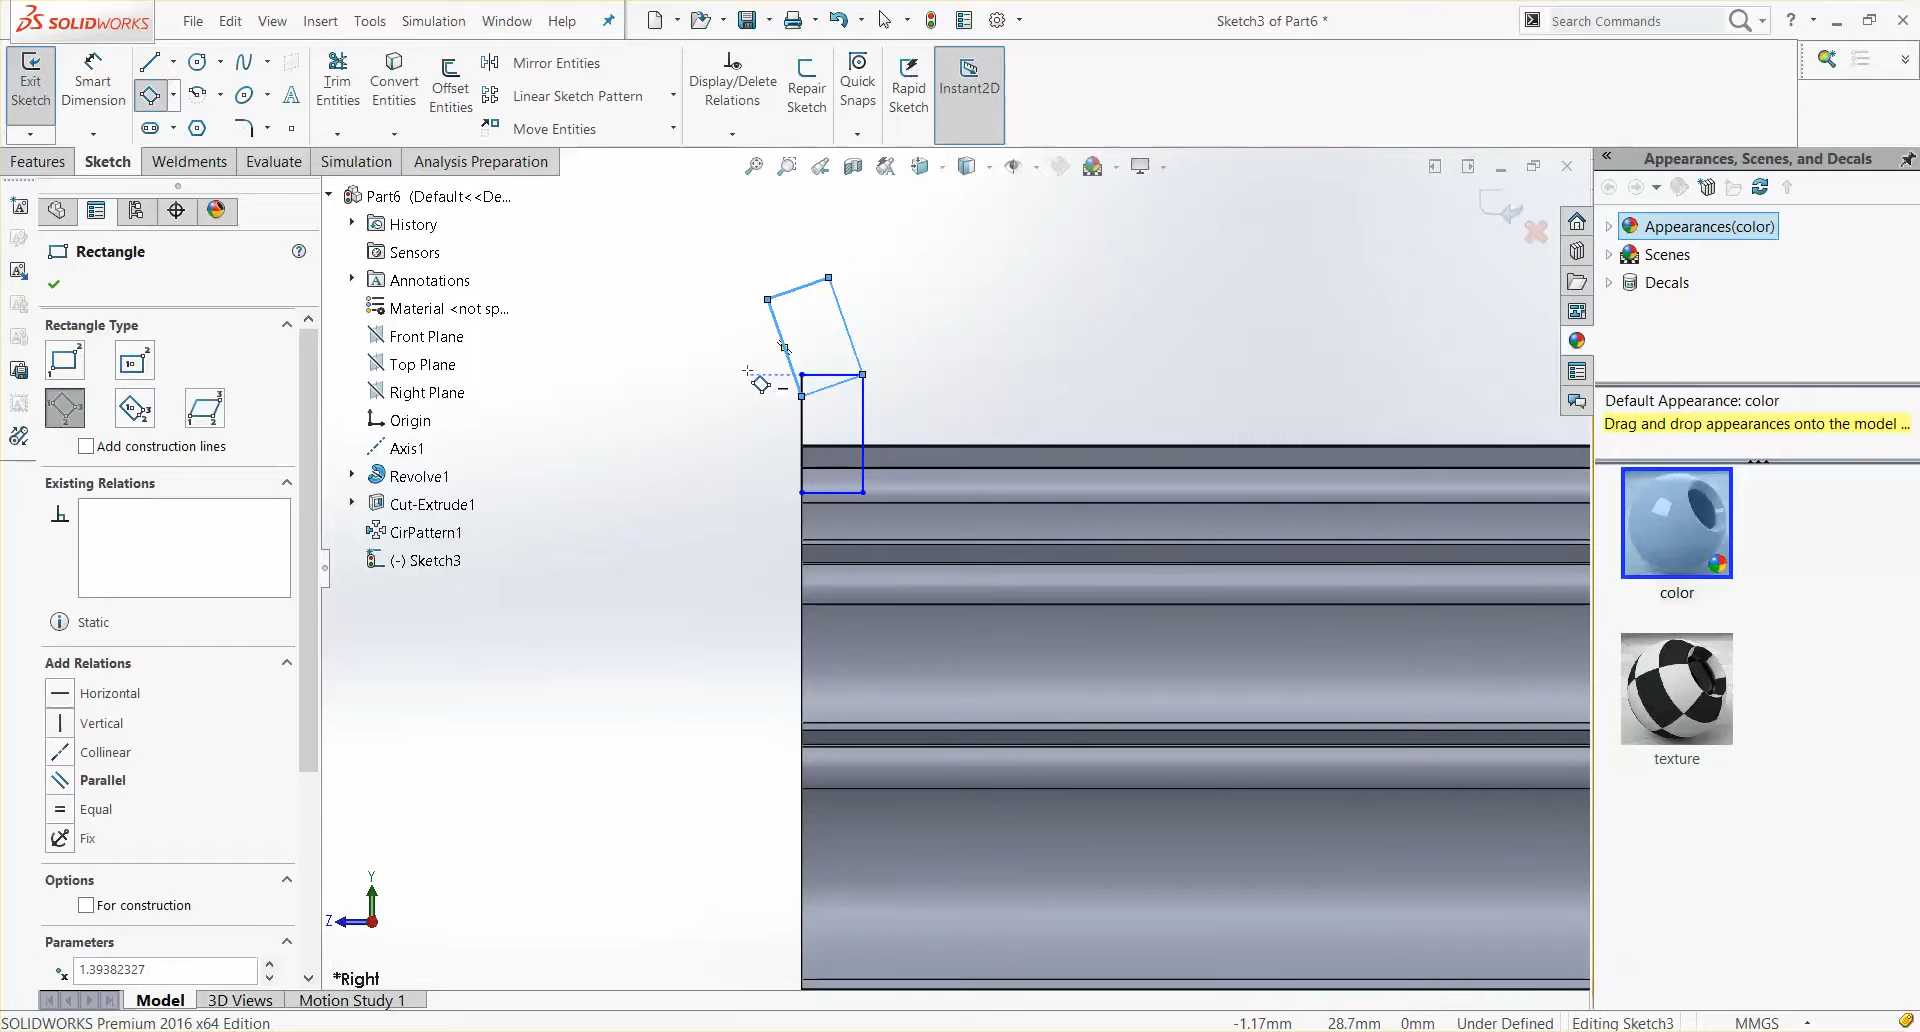 SOLIDWORKS
File Edit View Insert Tools Simulation Window Help
Sketch3 of Part6 *
Search Commands
Exit Sketch
Smart Dimension
Trim Entities
Convert Entities
Offset Entities
Mirror Entities
Linear Sketch Pattern
Move Entities
Display/Delete Relations
Repair Sketch
Quick Snaps
Rapid Sketch
Instant2D
Features Sketch Weldments Evaluate Simulation Analysis Preparation
Rectangle
Rectangle Type
Add construction lines
Existing Relations
Static
Add Relations
Horizontal
Vertical
Collinear
Parallel
Equal
Fix
Options
For construction
Parameters
1.39382327
Part6 (Default<<De...
History
Sensors
Annotations
Material <not sp...
Front Plane
Top Plane
Right Plane
Origin
Axis1
Revolve1
Cut-Extrude1
CirPattern1
(-) Sketch3
Y
Z
*Right
Appearances, Scenes, and Decals
Appearances(color)
Scenes
Decals
Default Appearance: color
Drag and drop appearances onto the model ...
color
texture
Model 3D Views Motion Study 1
SOLIDWORKS Premium 2016 x64 Edition
-1.17mm 28.7mm 0mm Under Defined Editing Sketch3 MMGS